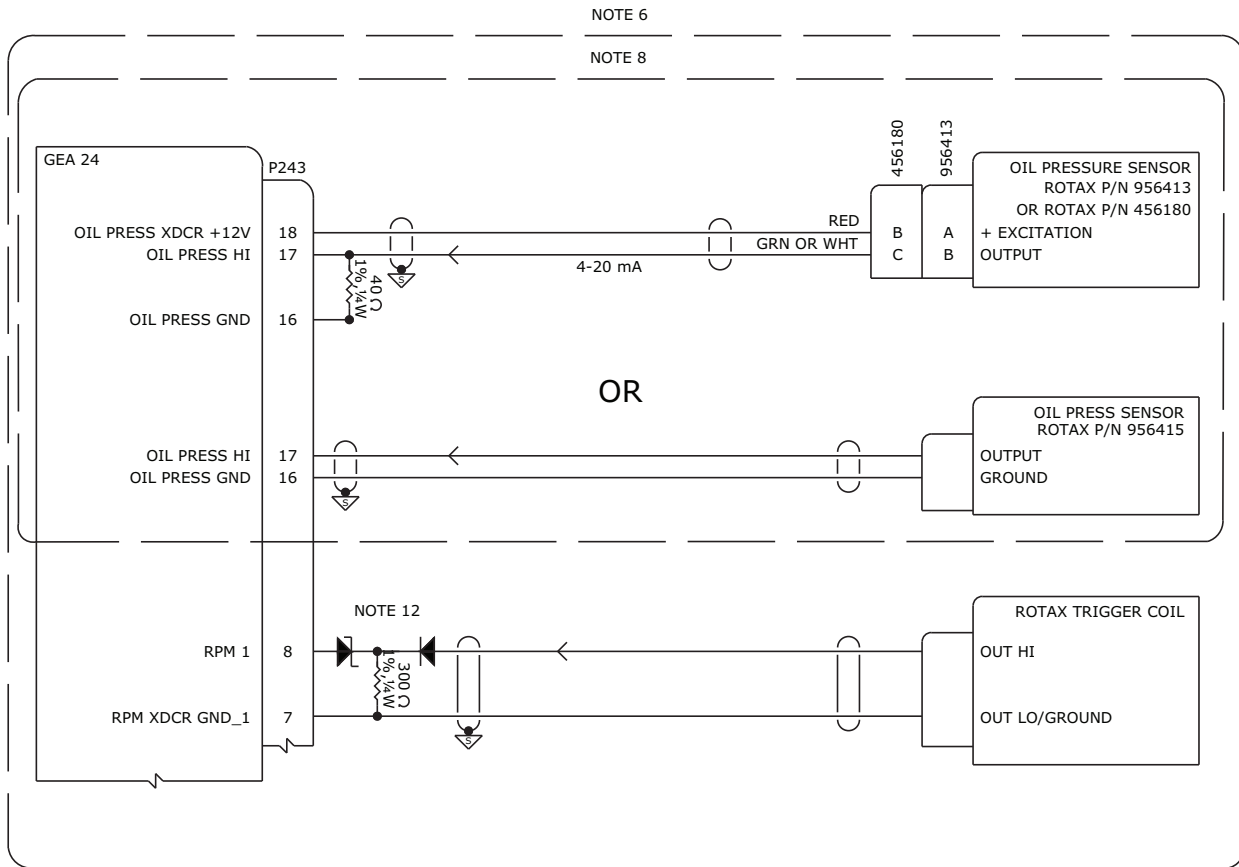 NOTE 6
NOTE 8
GEA 24
P243
456180
956413
OIL PRESSURE SENSOR
ROTAX P/N 956413
OR ROTAX P/N 456180
OIL PRESS XDCR +12V 18
RED
B A + EXCITATION
OIL PRESS HI 17
GRN OR WHT
C B OUTPUT
4-20 mA
40 Ω
1%,¼W
S
OIL PRESS GND 16
OR
OIL PRESS SENSOR
ROTAX P/N 956415
OIL PRESS HI 17
OUTPUT
OIL PRESS GND 16
GROUND
S
NOTE 12
ROTAX TRIGGER COIL
RPM 1 8
OUT HI
300 Ω
1%,¼W
RPM XDCR GND_1 7
OUT LO/GROUND
S